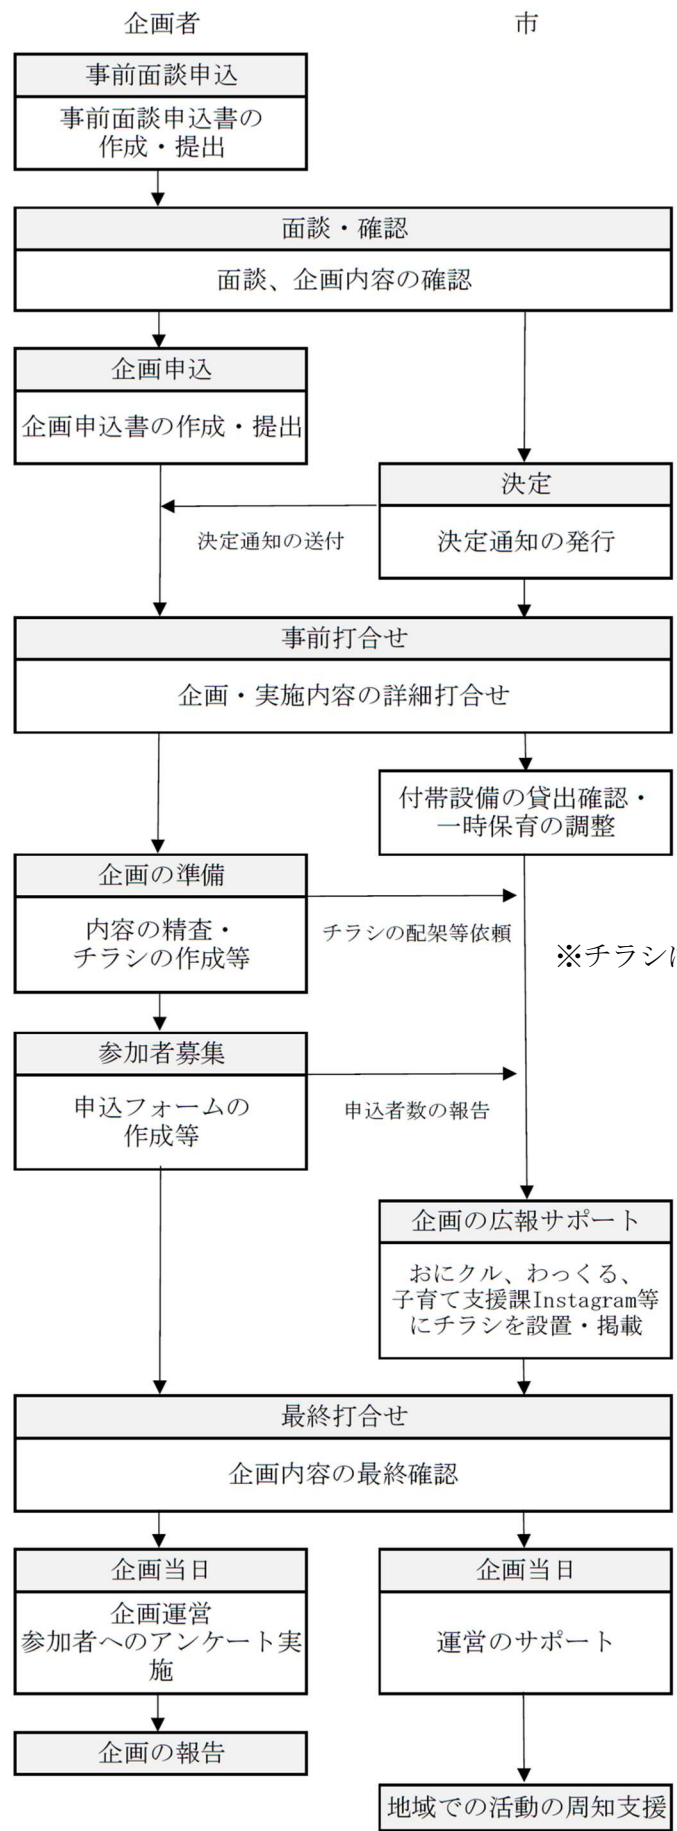 企画者
市
事前面談申込
事前面談申込書の
作成・提出
面談・確認
面談、企画内容の確認
企画申込
企画申込書の作成・提出
決定
決定通知の送付
決定通知の発行
事前打合せ
企画・実施内容の詳細打合せ
付帯設備の貸出確認・
一時保育の調整
企画の準備
内容の精査・
チラシの作成等
チラシの配架等依頼
※チラシ
参加者募集
申込フォームの
作成等
申込者数の報告
企画の広報サポート
おにクル、わっくる、
子育て支援課Instagram等
にチラシを設置・掲載
最終打合せ
企画内容の最終確認
企画当日
企画運営
参加者へのアンケート実
施
企画当日
運営のサポート
企画の報告
地域での活動の周知支援